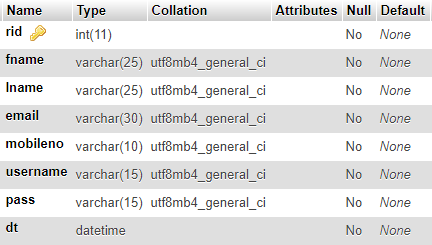 Name Type Collation Attributes Null Default
rid int(11) No None
fname varchar(25) utf8mb4_general_ci No None
lname varchar(25) utf8mb4_general_ci No None
email varchar(30) utf8mb4_general_ci No None
mobileno varchar(10) utf8mb4_general_ci No None
username varchar(15) utf8mb4_general_ci No None
pass varchar(15) utf8mb4_general_ci No None
dt datetime No None